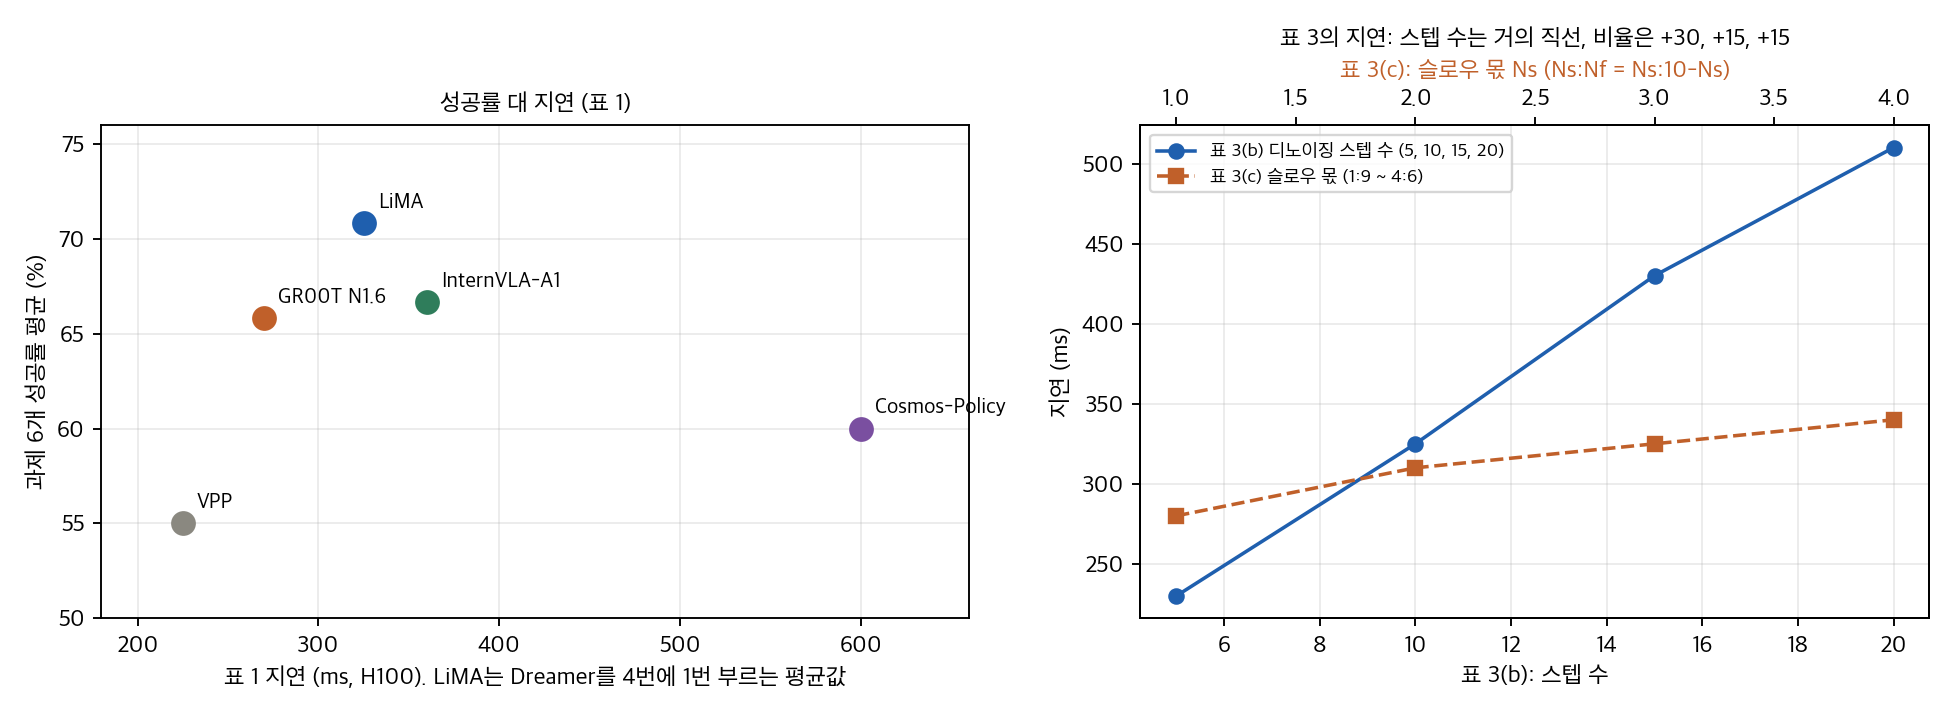 성공률 대 지연 (표 1)
75
70
65
60
55
50
과제 6개 성공률 평균 (%)
LiMA
InternVLA-A1
GR00T N1.6
Cosmos-Policy
VPP
200 300 400 500 600
표 1 지연 (ms, H100). LiMA는 Dreamer를 4번에 1번 부르는 평균값
표 3의 지연: 스텝 수는 거의 직선, 비율은 +30, +15, +15
표 3(c): 슬로우 몫 Ns (Ns:Nf = Ns:10-Ns)
1.0 1.5 2.0 2.5 3.0 3.5 4.0
표 3(b) 디노이징 스텝 수 (5, 10, 15, 20)
표 3(c) 슬로우 몫 (1:9 ~ 4:6)
500
450
400
350
300
250
지연 (ms)
6 8 10 12 14 16 18 20
표 3(b): 스텝 수